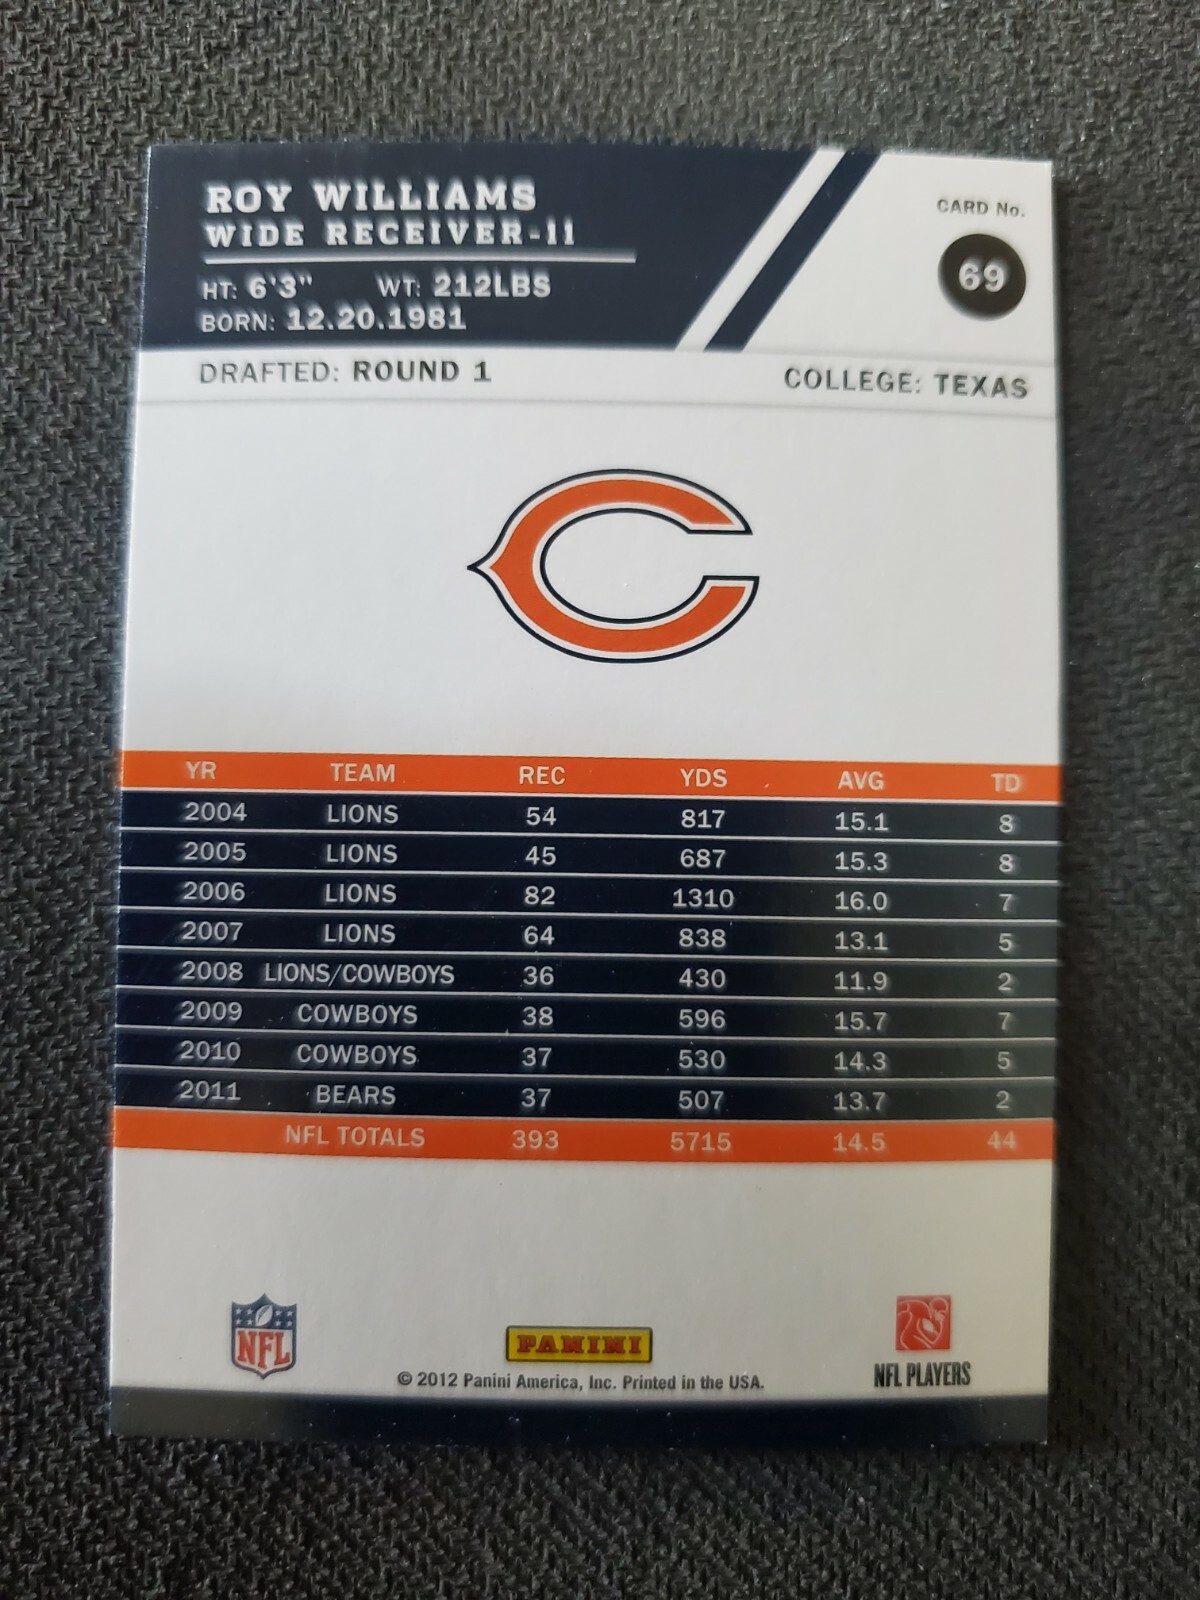 ROY WILLIAMS
WIDE RECEIVER-11
HT: 6'3" WT: 212LBS
BORN: 12.20.1981
CARD No.
69
DRAFTED: ROUND 1 COLLEGE: TEXAS
YR TEAM REC YDS AVG TD
2004 LIONS 54 817 15.1 8
2005 LIONS 45 687 15.3 8
2006 LIONS 82 1310 16.0 7
2007 LIONS 64 838 13.1 5
2008 LIONS/COWBOYS 36 430 11.9 2
2009 COWBOYS 38 596 15.7 7
2010 COWBOYS 37 530 14.3 5
2011 BEARS 37 507 13.7 2
NFL TOTALS 393 5715 14.5 44
NFL
PANINI
NFL PLAYERS
© 2012 Panini America, Inc. Printed in the USA.